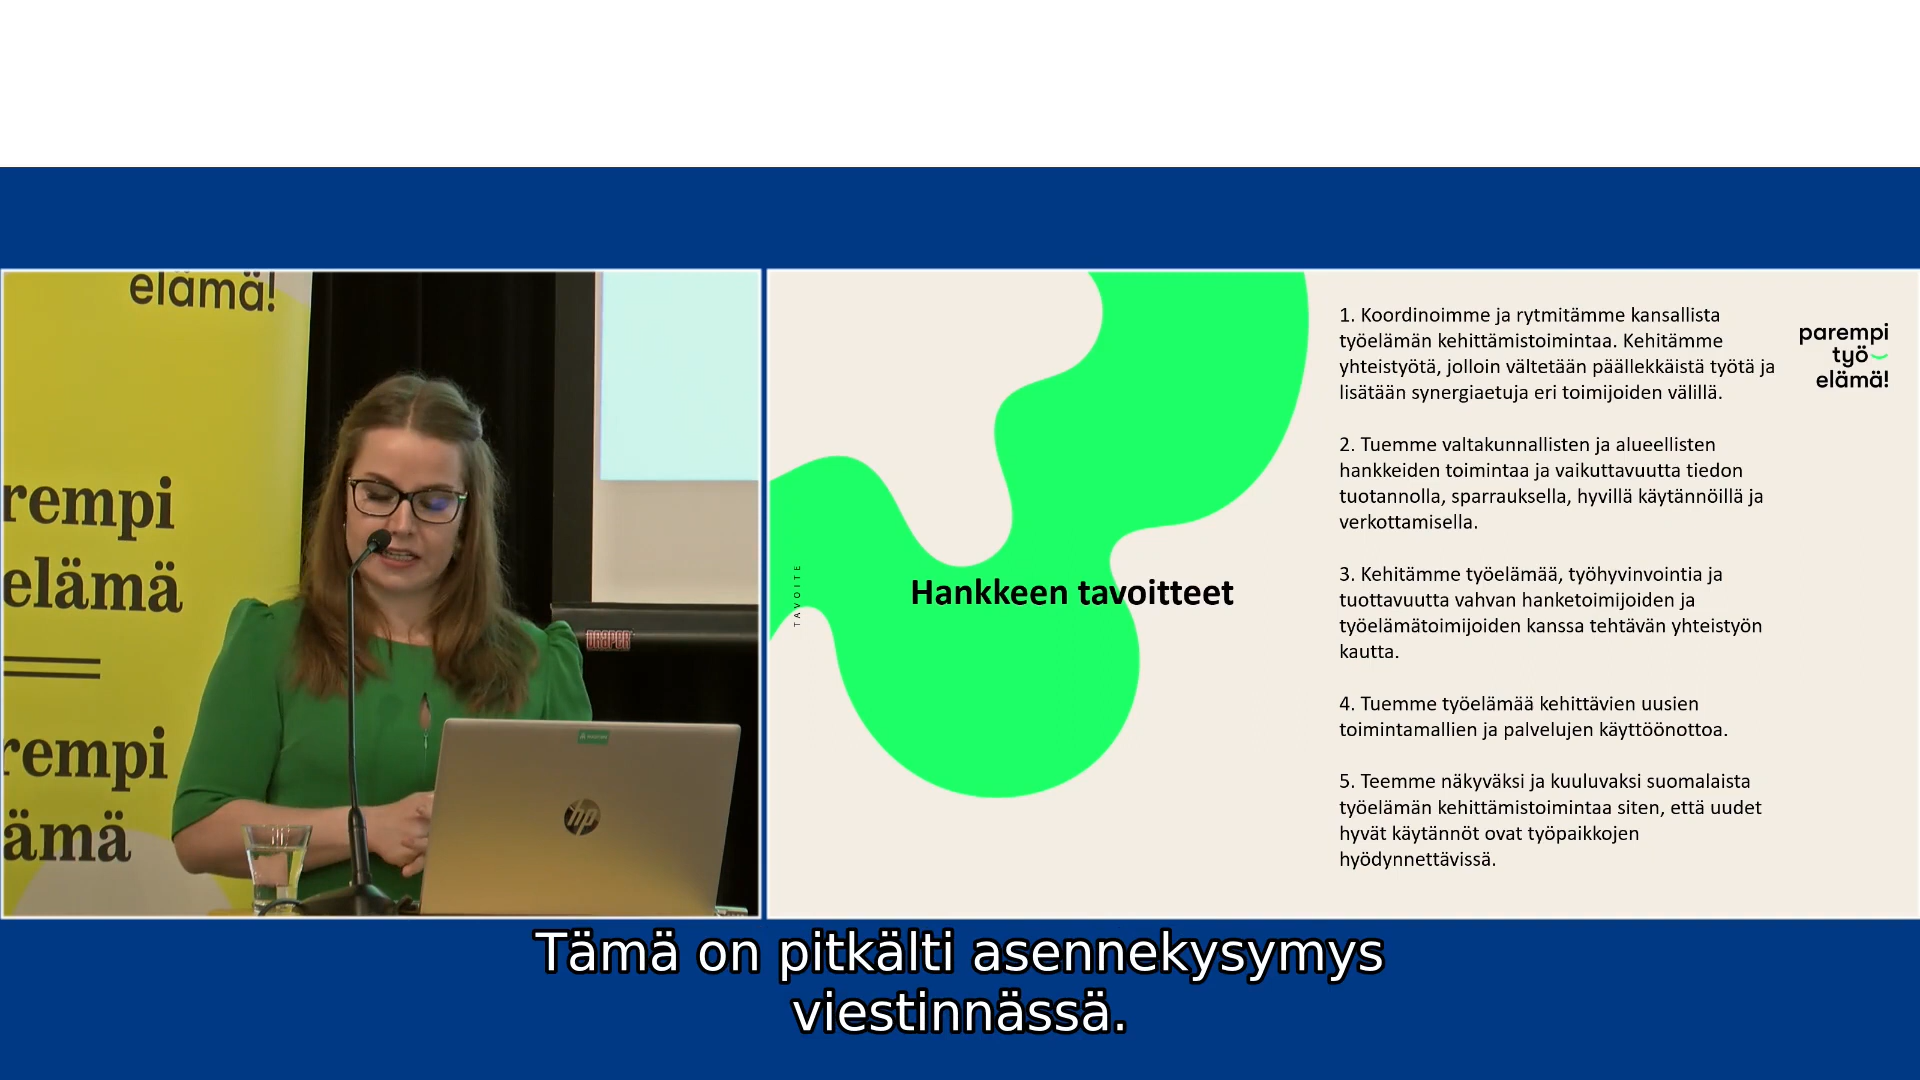 elämä!
rempi
elämä
rempi
ämä
DRAPER
hp
TAVOITE
Hankkeen tavoitteet
1. Koordinoimme ja rytmitämme kansallista
työelämän kehittämistoimintaa. Kehitämme
yhteistyötä, jolloin vältetään päällekkäistä työtä ja
lisätään synergiaetuja eri toimijoiden välillä.
2. Tuemme valtakunnallisten ja alueellisten
hankkeiden toimintaa ja vaikuttavuutta tiedon
tuotannolla, sparrauksella, hyvillä käytännöillä ja
verkottamisella.
3. Kehitämme työelämää, työhyvinvointia ja
tuottavuutta vahvan hanketoimijoiden ja
työelämätoimijoiden kanssa tehtävän yhteistyön
kautta.
4. Tuemme työelämää kehittävien uusien
toimintamallien ja palvelujen käyttöönottoa.
5. Teemme näkyväksi ja kuuluvaksi suomalaista
työelämän kehittämistoimintaa siten, että uudet
hyvät käytännöt ovat työpaikkojen
hyödynnettävissä.
parempi
työ
elämä!
Tämä on pitkälti asennekysymys
viestinnässä.